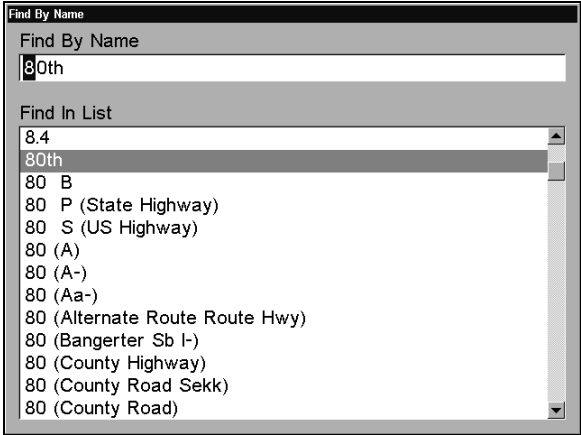 Find By Name
Find By Name
80th
Find In List
8.4
80th
80  B
80  P (State Highway)
80  S (US Highway)
80 (A)
80 (A-)
80 (Aa-)
80 (Alternate Route Route Hwy)
80 (Bangerter Sb I-)
80 (County Highway)
80 (County Road Sekk)
80 (County Road)